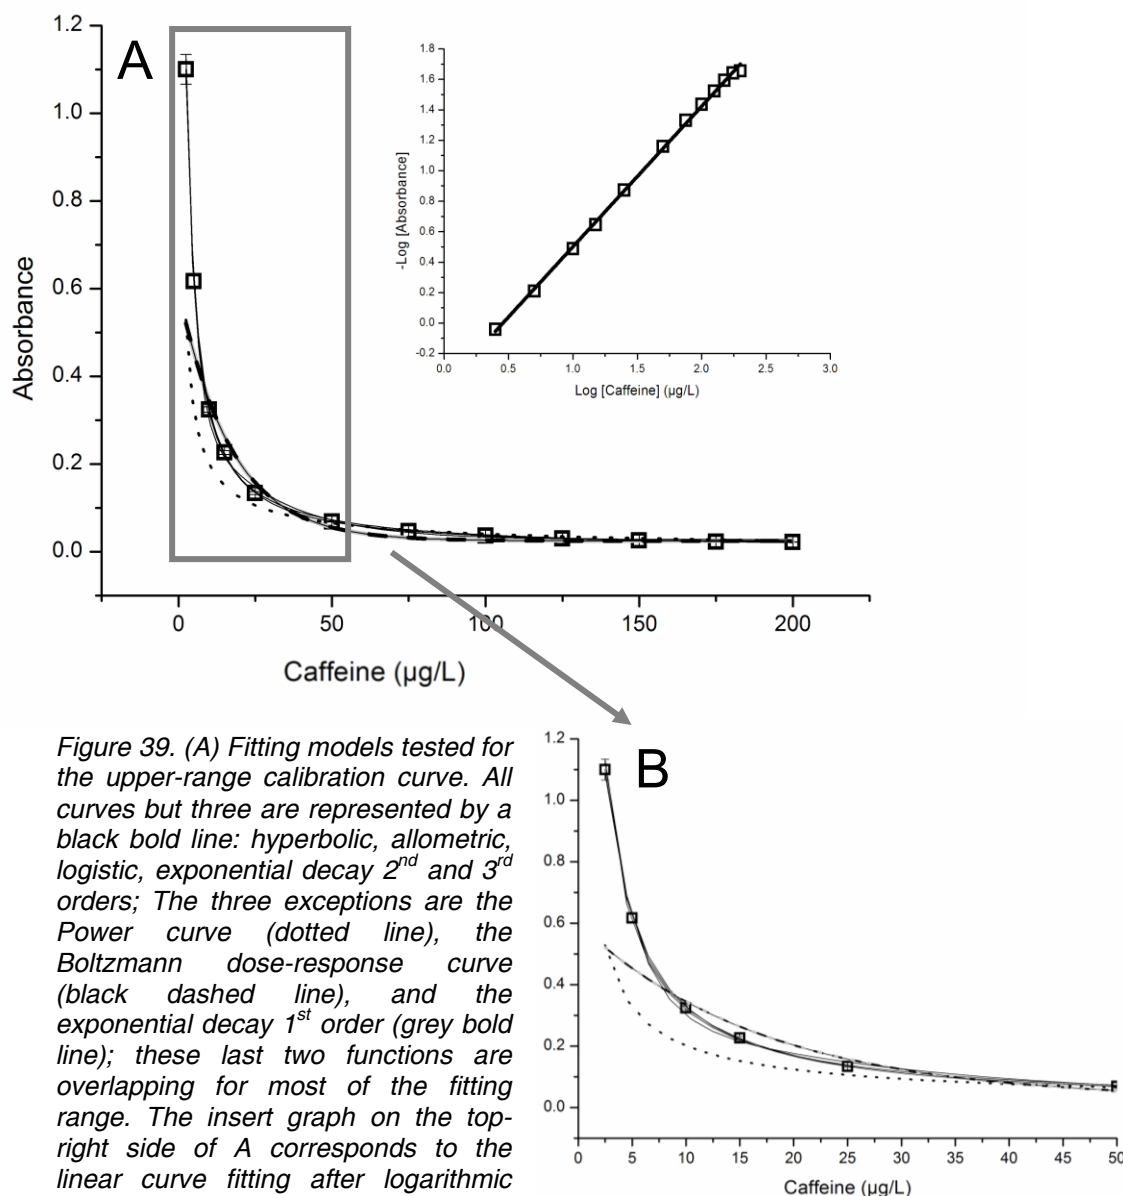 A
1.2
1.0
0.8
0.6
0.4
0.2
0.0
Absorbance
0 50 100 150 200
Caffeine (µg/L)
1.8
1.6
1.4
1.2
1.0
0.8
0.6
0.4
0.2
0.0
-0.2
-Log [Absorbance]
0.0 0.5 1.0 1.5 2.0 2.5 3.0
Log [Caffeine] (µg/L)
Figure 39. (A) Fitting models tested for
the upper-range calibration curve. All
curves but three are represented by a
black bold line: hyperbolic, allometric,
logistic, exponential decay 2nd and 3rd
orders; The three exceptions are the
Power curve (dotted line), the
Boltzmann dose-response curve
(black dashed line), and the
exponential decay 1st order (grey bold
line); these last two functions are
overlapping for most of the fitting
range. The insert graph on the top-
right side of A corresponds to the
linear curve fitting after logarithmic
B
1.2
1.0
0.8
0.6
0.4
0.2
0.0
0 5 10 15 20 25 30 35 40 45 50
Caffeine (µg/L)